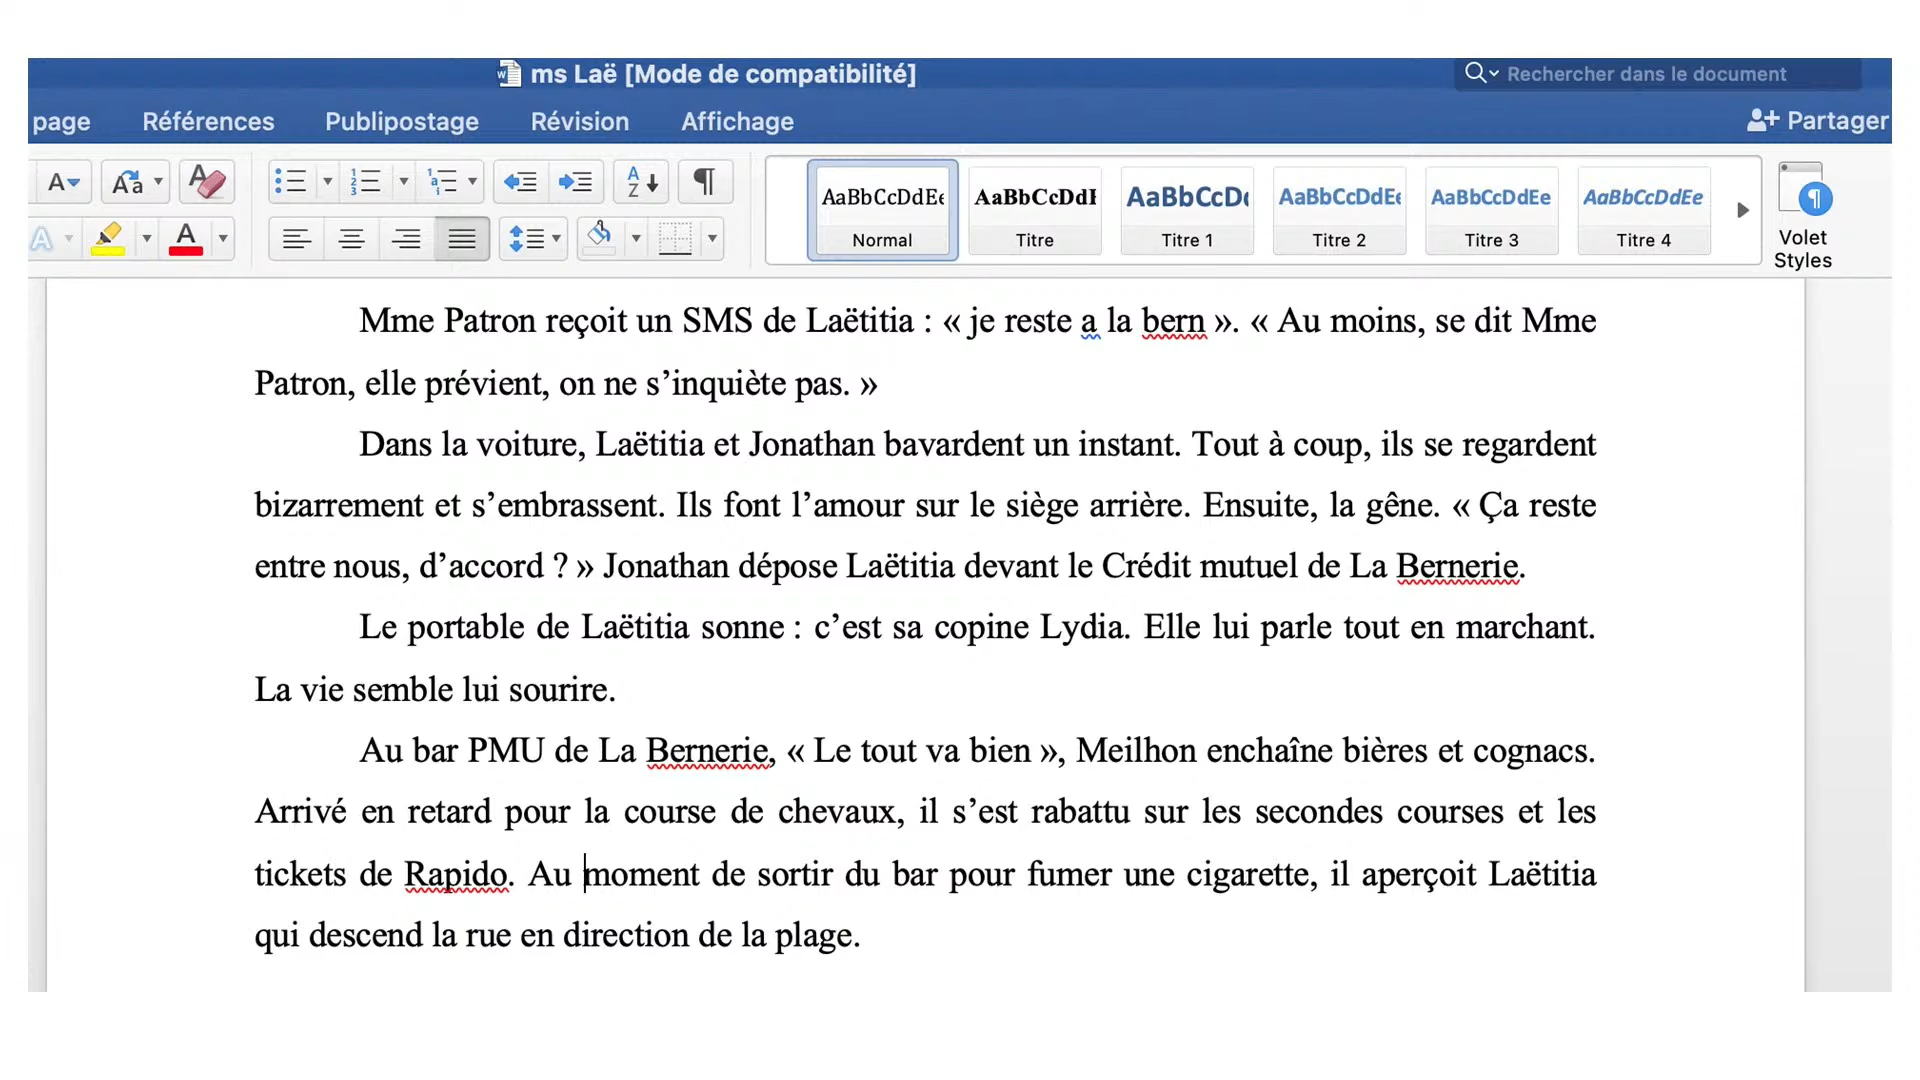 ms Laë [Mode de compatibilité]
Rechercher dans le document
page Références Publipostage Révision Affichage
Partager
AaBbCcDdEe AaBbCcDdE AaBbCcDd AaBbCcDdEe AaBbCcDdEe AaBbCcDdEe
Normal Titre Titre 1 Titre 2 Titre 3 Titre 4
Volet
Styles
Mme Patron reçoit un SMS de Laëtitia : « je reste a la bern ». « Au moins, se dit Mme
Patron, elle prévient, on ne s’inquiète pas. »
Dans la voiture, Laëtitia et Jonathan bavardent un instant. Tout à coup, ils se regardent
bizarrement et s’embrassent. Ils font l’amour sur le siège arrière. Ensuite, la gêne. « Ça reste
entre nous, d’accord ? » Jonathan dépose Laëtitia devant le Crédit mutuel de La Bernerie.
Le portable de Laëtitia sonne : c’est sa copine Lydia. Elle lui parle tout en marchant.
La vie semble lui sourire.
Au bar PMU de La Bernerie, « Le tout va bien », Meilhon enchaîne bières et cognacs.
Arrivé en retard pour la course de chevaux, il s’est rabattu sur les secondes courses et les
tickets de Rapido. Au moment de sortir du bar pour fumer une cigarette, il aperçoit Laëtitia
qui descend la rue en direction de la plage.